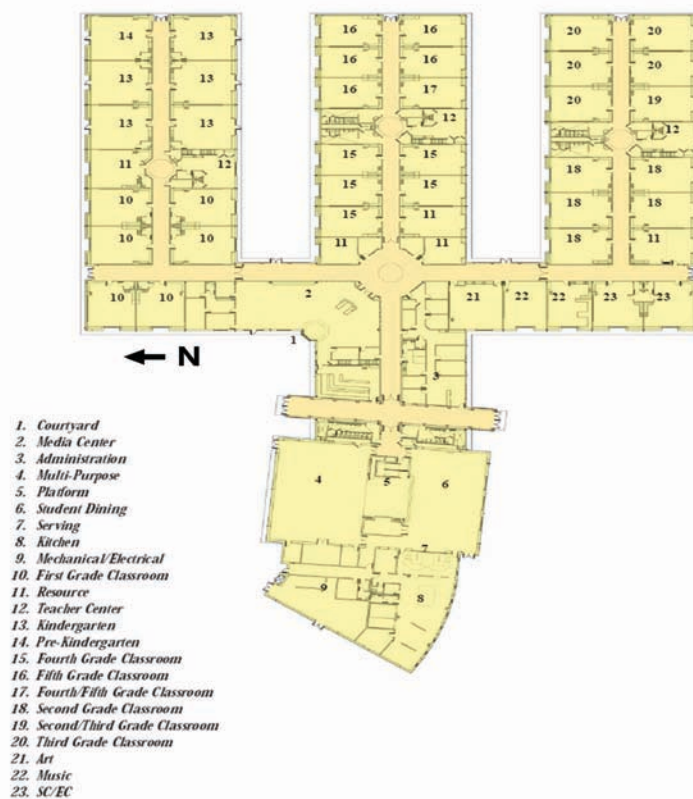 14 13 16 16 20 20
13 13 16 16 20 20
13 13 16 17 20 19
12 12
11 12
15 15 18 18
10 10 15 15 18 18
10 10 15 11 18 11
11 11
10 10 2 21 22 22 23 23
1
N
3
4 5 6
7
9 8
1. Courtyard
2. Media Center
3. Administration
4. Multi-Purpose
5. Platform
6. Student Dining
7. Serving
8. Kitchen
9. Mechanical/Electrical
10. First Grade Classroom
11. Resource
12. Teacher Center
13. Kindergarten
14. Pre-Kindergarten
15. Fourth Grade Classroom
16. Fifth Grade Classroom
17. Fourth/Fifth Grade Classroom
18. Second Grade Classroom
19. Second/Third Grade Classroom
20. Third Grade Classroom
21. Art
22. Music
23. SC/EC